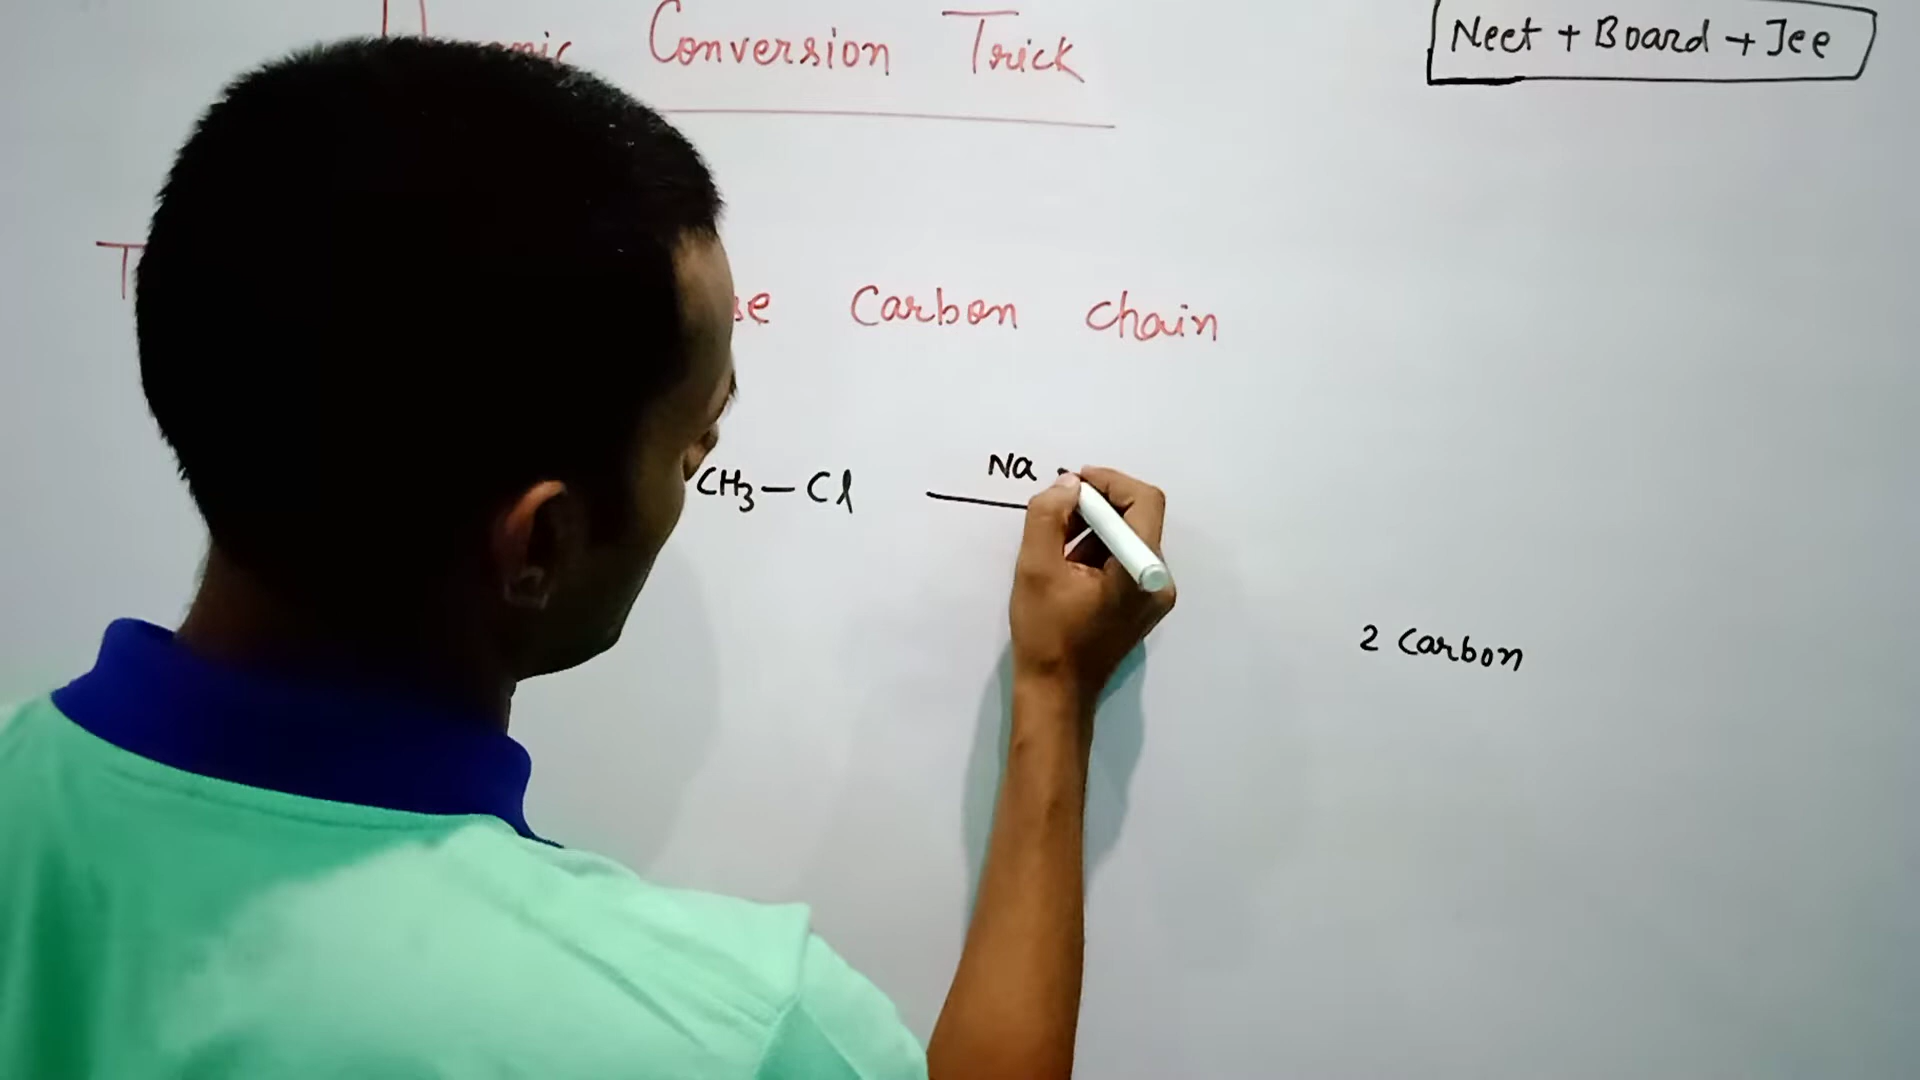 Conversion Trick
Neet + Board + Jee
Carbon chain
CH3 — Cl Na
2 Carbon